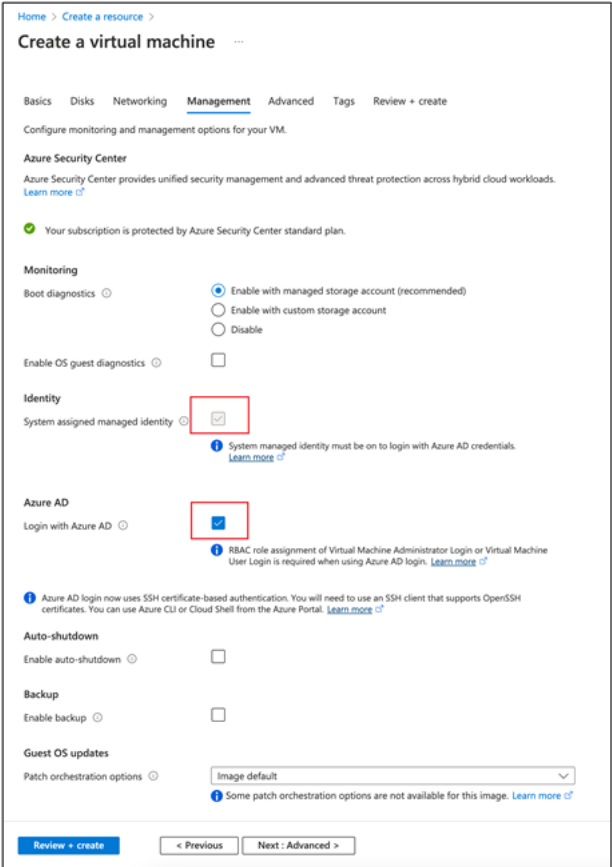 Home > Create a resource >
Create a virtual machine ...
Basics Disks Networking Management Advanced Tags Review + create
Configure monitoring and management options for your VM.
Azure Security Center
Azure Security Center provides unified security management and advanced threat protection across hybrid cloud workloads.
Learn more
Your subscription is protected by Azure Security Center standard plan.
Monitoring
Boot diagnostics
Enable with managed storage account (recommended)
Enable with custom storage account
Disable
Enable OS guest diagnostics
Identity
System assigned managed identity
System managed identity must be on to login with Azure AD credentials.
Learn more
Azure AD
Login with Azure AD
RBAC role assignment of Virtual Machine Administrator Login or Virtual Machine
User Login is required when using Azure AD login. Learn more
Azure AD login now uses SSH certificate-based authentication. You will need to use an SSH client that supports OpenSSH
certificates. You can use Azure CLI or Cloud Shell from the Azure Portal. Learn more
Auto-shutdown
Enable auto-shutdown
Backup
Enable backup
Guest OS updates
Patch orchestration options
Image default
Some patch orchestration options are not available for this image. Learn more
Review + create
< Previous
Next : Advanced >